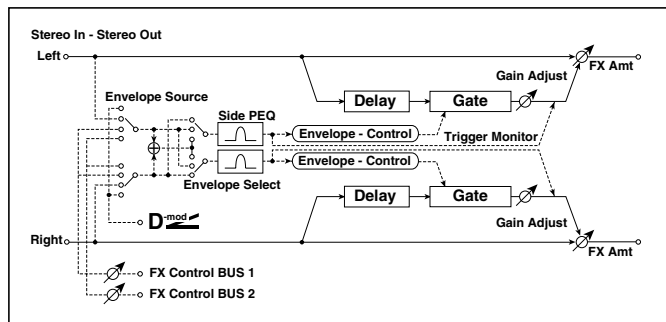 Stereo In - Stereo Out
Left
FX Amt
Gain Adjust
Envelope Source
Delay
Gate
Side PEQ
Trigger Monitor
Envelope - Control
Envelope - Control
Envelope Select
Delay
Gate
D-mod
Gain Adjust
Right
FX Amt
FX Control BUS 1
FX Control BUS 2